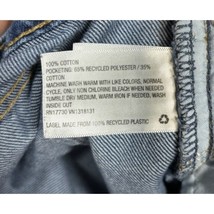 100% COTTON
POCKETING: 65% RECYCLED POLYESTER / 35%
COTTON
MACHINE WASH WARM WITH LIKE COLORS, NORMAL
CYCLE, ONLY NON CHLORINE BLEACH WHEN NEEDED
TUMBLE DRY MEDIUM, WARM IRON IF NEEDED, WASH
INSIDE OUT
LABEL MADE FROM 100% RECYCLED